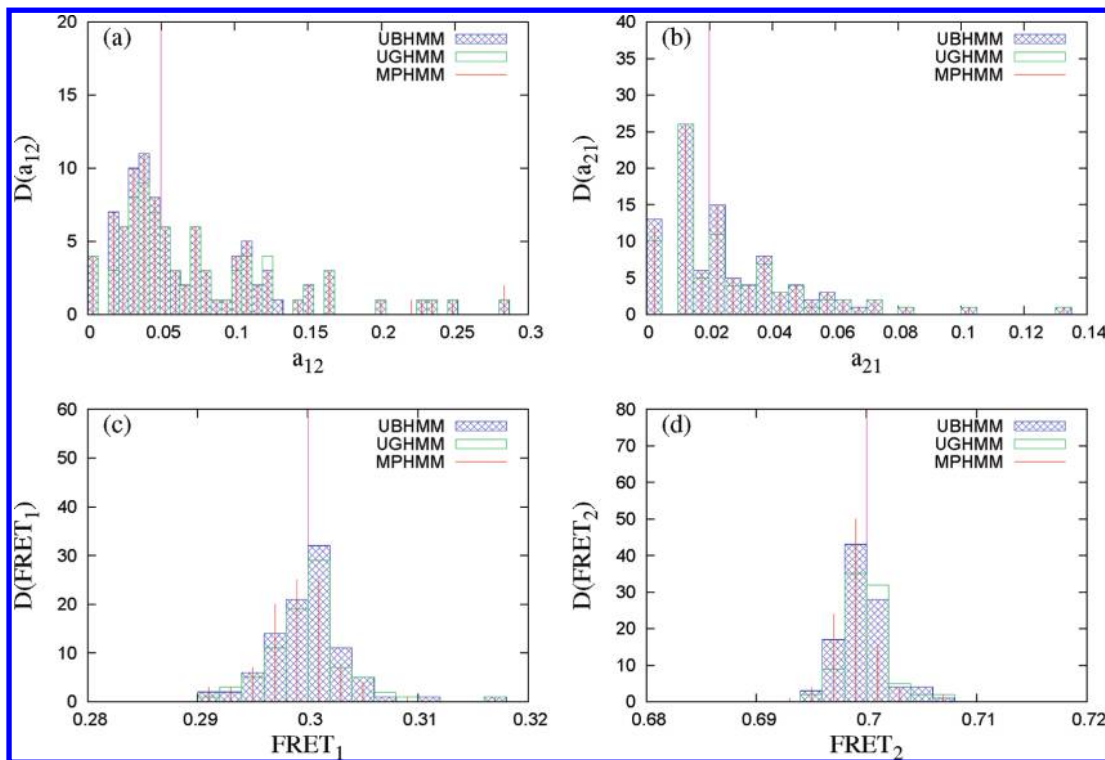 (a)
UBHMM
UGHMM
MPHMM
D(a₁₂)
20
15
10
5
0
0 0.05 0.1 0.15 0.2 0.25 0.3
a₁₂
(b)
UBHMM
UGHMM
MPHMM
D(a₂₁)
40
35
30
25
20
15
10
5
0
0 0.02 0.04 0.06 0.08 0.1 0.12 0.14
a₂₁
(c)
UBHMM
UGHMM
MPHMM
D(FRET₁)
60
50
40
30
20
10
0
0.28 0.29 0.3 0.31 0.32
FRET₁
(d)
UBHMM
UGHMM
MPHMM
D(FRET₂)
80
70
60
50
40
30
20
10
0
0.68 0.69 0.7 0.71 0.72
FRET₂